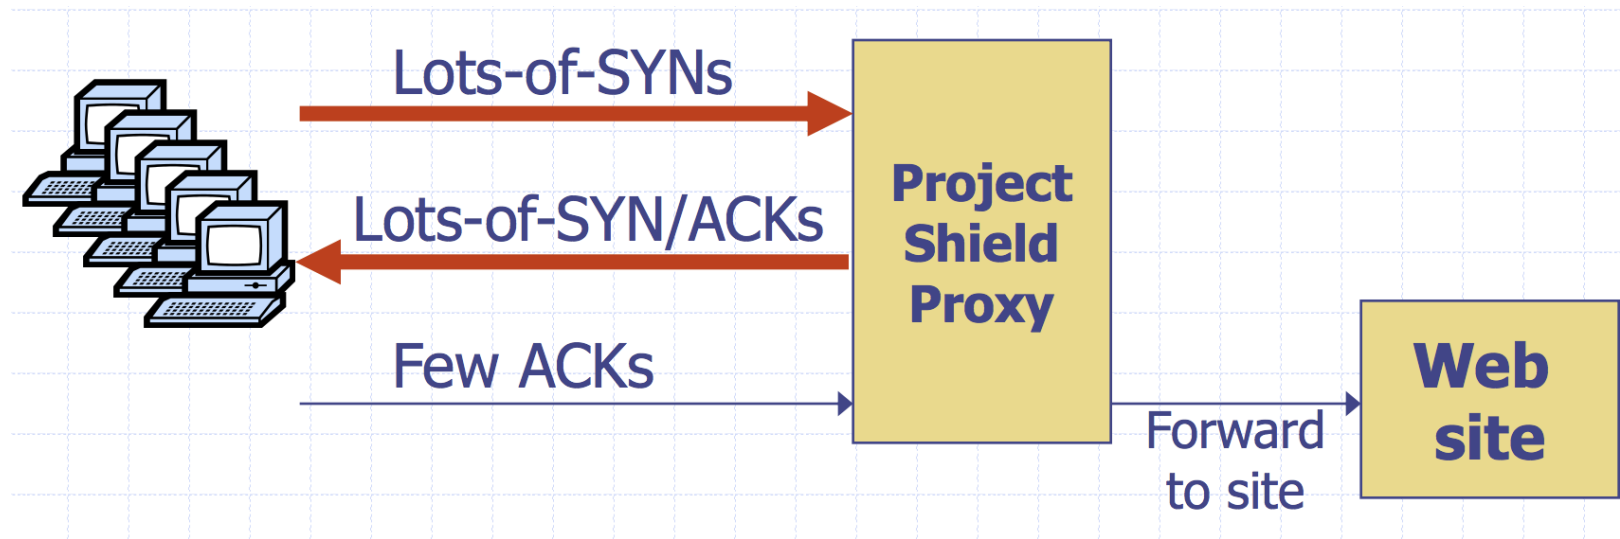 Lots-of-SYNs
Lots-of-SYN/ACKs
Few ACKs
Project
Shield
Proxy
Forward
to site
Web
site